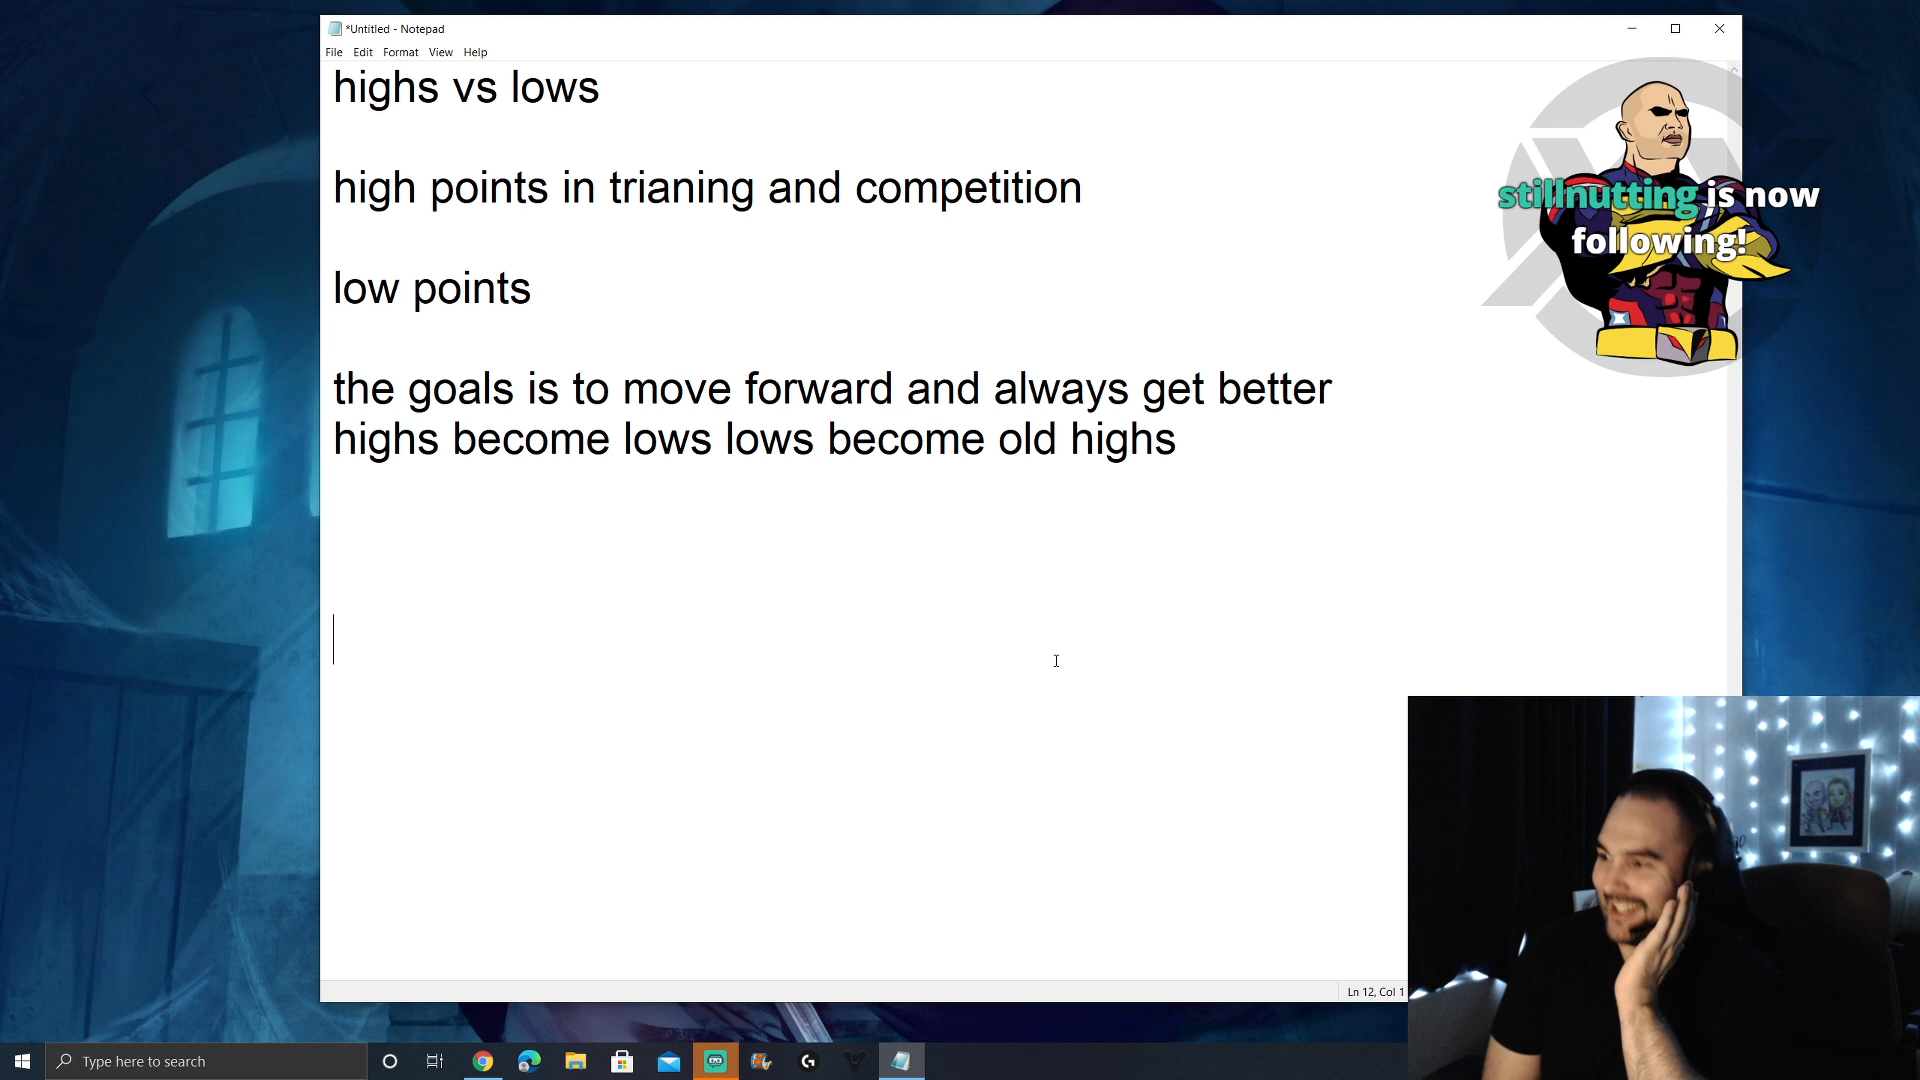 *Untitled - Notepad
File Edit Format View Help
highs vs lows
high points in trianing and competition
low points
the goals is to move forward and always get better
highs become lows lows become old highs
stillnutting is now
following!
Ln 12, Col 1
Type here to search